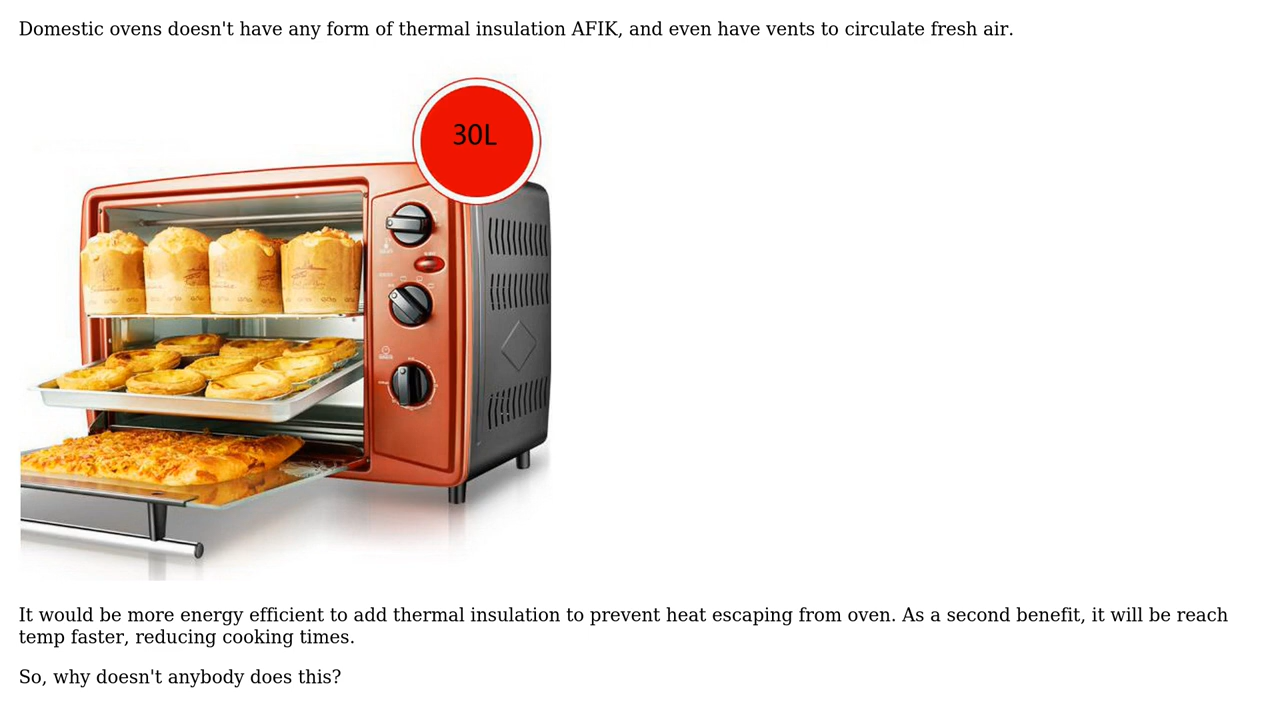 Domestic ovens doesn't have any form of thermal insulation AFIK, and even have vents to circulate fresh air.
30L
It would be more energy efficient to add thermal insulation to prevent heat escaping from oven. As a second benefit, it will be reach
temp faster, reducing cooking times.
So, why doesn't anybody does this?